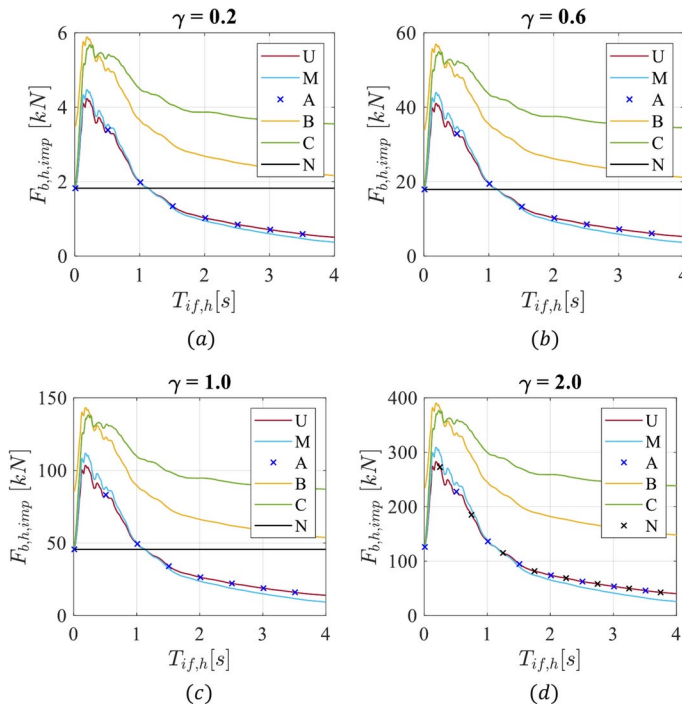 γ = 0.2
6
4
2
0
F_{b,h,imp} [kN]
0 1 2 3 4
T_{if,h}[s]
U
M
A
B
C
N
(a)
γ = 0.6
60
40
20
0
F_{b,h,imp} [kN]
0 1 2 3 4
T_{if,h}[s]
U
M
A
B
C
N
(b)
γ = 1.0
150
100
50
0
F_{b,h,imp} [kN]
0 1 2 3 4
T_{if,h}[s]
U
M
A
B
C
N
(c)
γ = 2.0
400
300
200
100
0
F_{b,h,imp} [kN]
0 1 2 3 4
T_{if,h}[s]
U
M
A
B
C
N
(d)